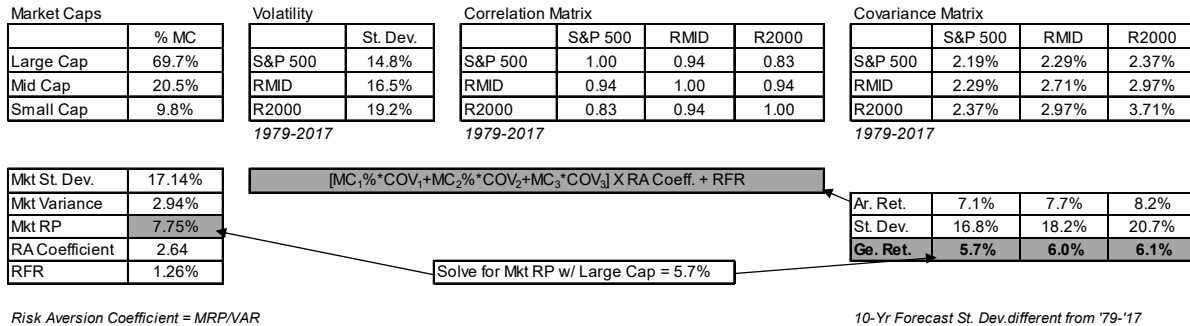 Market Caps Volatility Correlation Matrix Covariance Matrix
% MC St. Dev. S&P 500 RMID R2000 S&P 500 RMID R2000
Large Cap 69.7% S&P 500 14.8% S&P 500 1.00 0.94 0.83 S&P 500 2.19% 2.29% 2.37%
Mid Cap 20.5% RMID 16.5% RMID 0.94 1.00 0.94 RMID 2.29% 2.71% 2.97%
Small Cap 9.8% R2000 19.2% R2000 0.83 0.94 1.00 R2000 2.37% 2.97% 3.71%
1979-2017 1979-2017 1979-2017
Mkt St. Dev. 17.14% [MC₁%*COV₁+MC₂%*COV₂+MC₃*COV₃] X RA Coeff. + RFR
Mkt Variance 2.94% Ar. Ret. 7.1% 7.7% 8.2%
Mkt RP 7.75% St. Dev. 16.8% 18.2% 20.7%
RA Coefficient 2.64 Ge. Ret. 5.7% 6.0% 6.1%
RFR 1.26% Solve for Mkt RP w/ Large Cap = 5.7%
Risk Aversion Coefficient = MRP/VAR 10-Yr Forecast St. Dev.different from '79-'17